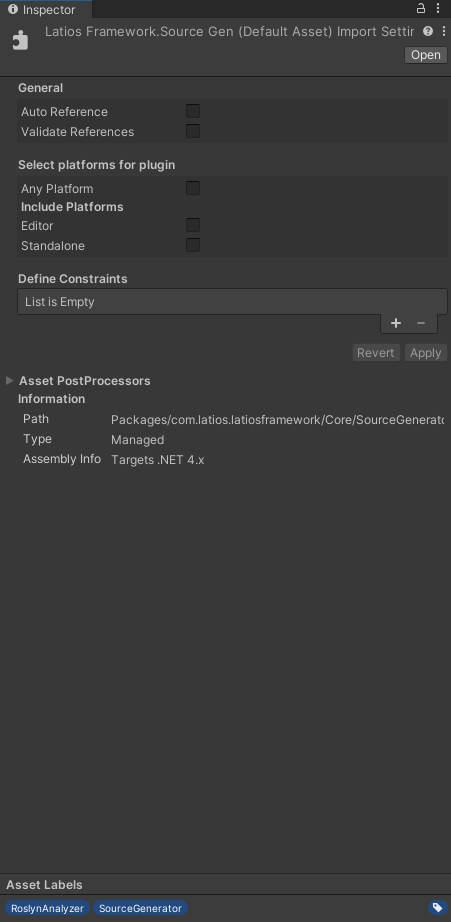 Inspector
Latios Framework.Source Gen (Default Asset) Import Settir
Open
General
Auto Reference
Validate References
Select platforms for plugin
Any Platform
Include Platforms
Editor
Standalone
Define Constraints
List is Empty
+ −
Revert Apply
Asset PostProcessors
Information
Path Packages/com.latios.latiosframework/Core/SourceGenerato
Type Managed
Assembly Info Targets .NET 4.x
Asset Labels
RoslynAnalyzer SourceGenerator